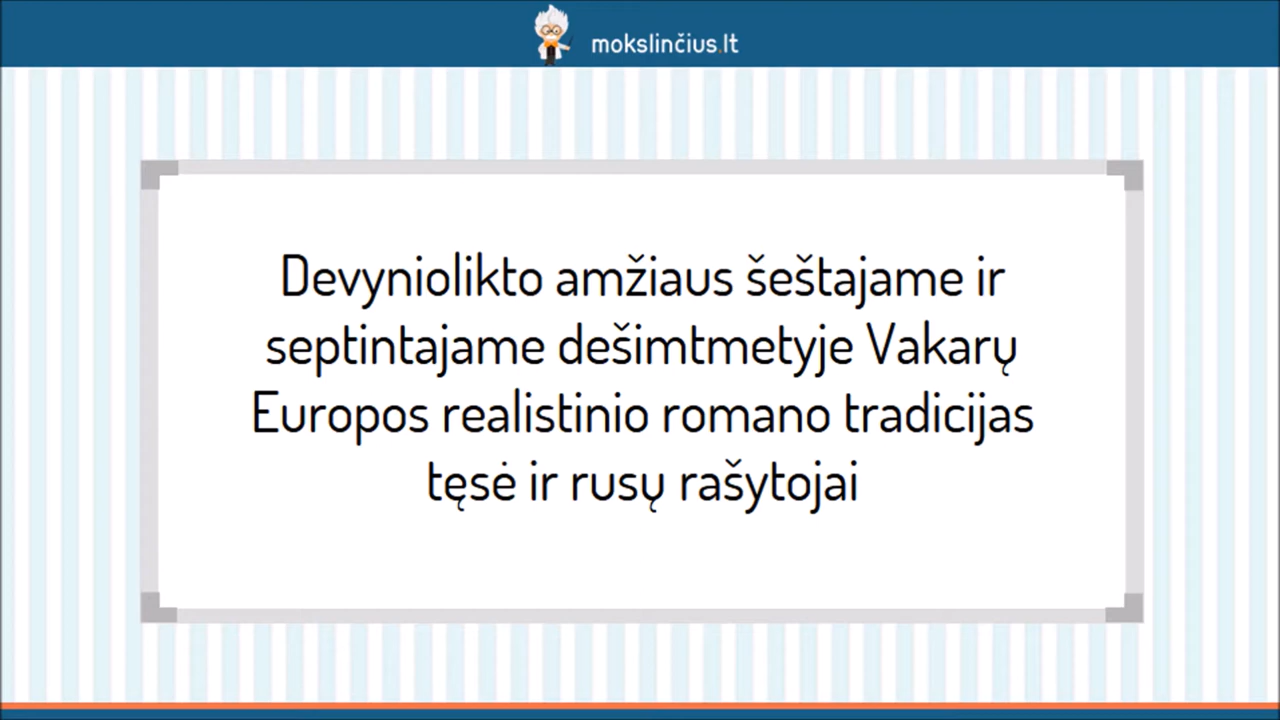 mokslinčius.lt
Devyniolikto amžiaus šeštajame ir
septintajame dešimtmetyje Vakarų
Europos realistinio romano tradicijas
tęsė ir rusų rašytojai